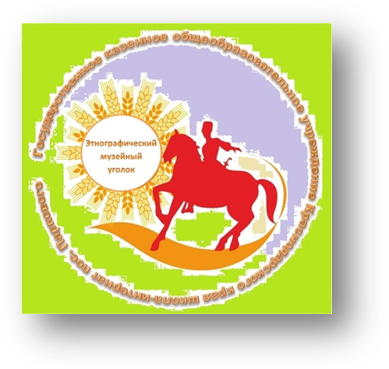 Государственное казенное общеобразовательное учреждение Краснодарского края школа-интернат пос.
Этнографический
музейный
уголок